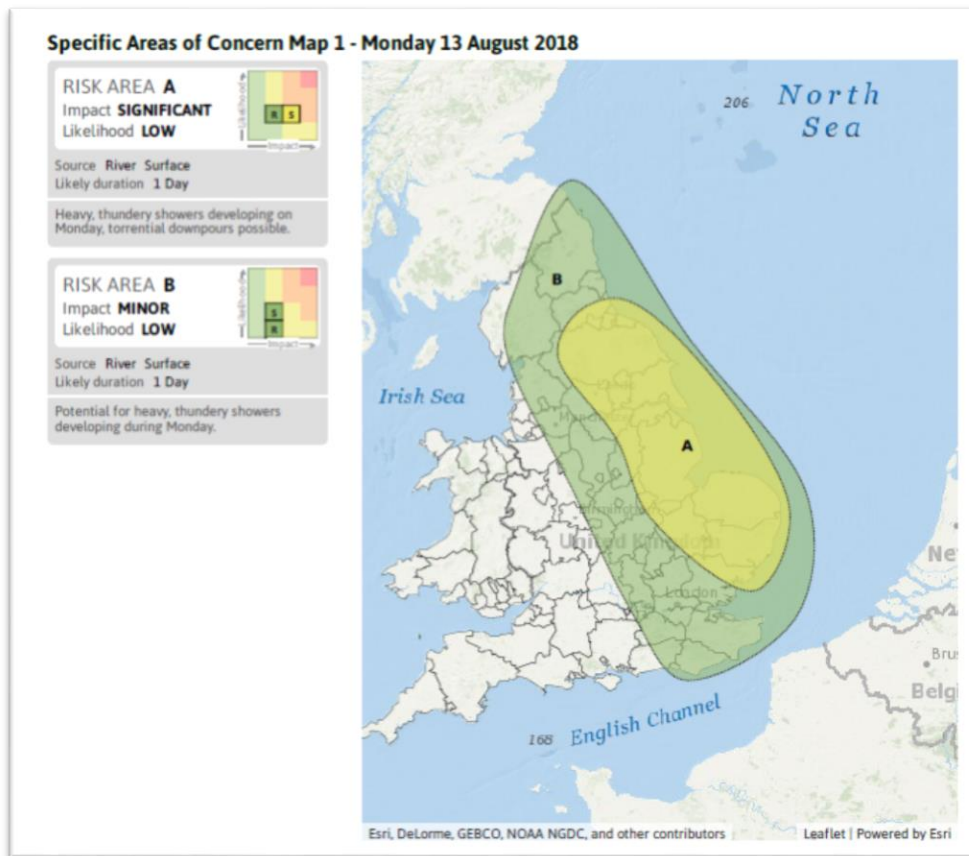 Specific Areas of Concern Map 1 - Monday 13 August 2018
RISK AREA A
Impact SIGNIFICANT
Likelihood LOW
Likelihood
R S
Impact
Source River Surface
Likely duration 1 Day
Heavy, thundery showers developing on
Monday, torrential downpours possible.
RISK AREA B
Impact MINOR
Likelihood LOW
Likelihood
S
R
Impact
Source River Surface
Likely duration 1 Day
Potential for heavy, thundery showers
developing during Monday.
206
North
Sea
B
Irish Sea
Manchester
A
Birmingham
United Kingdom
London
Ne
Brus
Belgi
English Channel
168
Esri, DeLorme, GEBCO, NOAA NGDC, and other contributors
Leaflet | Powered by Esri